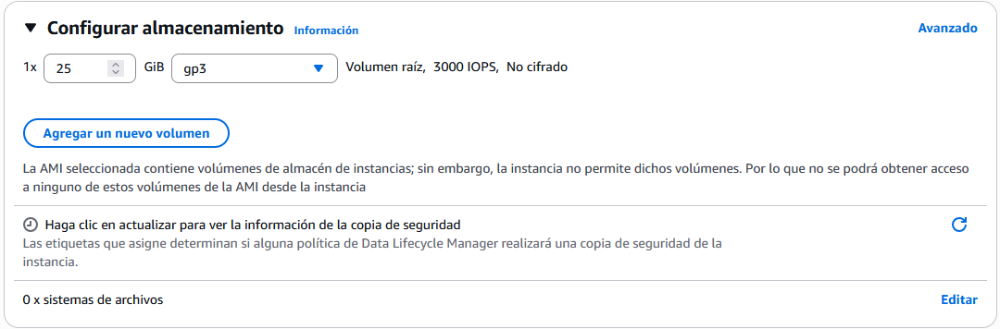 Configurar almacenamiento Información Avanzado
1x 25 GiB gp3 Volumen raíz, 3000 IOPS, No cifrado
Agregar un nuevo volumen
La AMI seleccionada contiene volúmenes de almacén de instancias; sin embargo, la instancia no permite dichos volúmenes. Por lo que no se podrá obtener acceso
a ninguno de estos volúmenes de la AMI desde la instancia
Haga clic en actualizar para ver la información de la copia de seguridad
Las etiquetas que asigne determinan si alguna política de Data Lifecycle Manager realizará una copia de seguridad de la
instancia.
0 x sistemas de archivos Editar